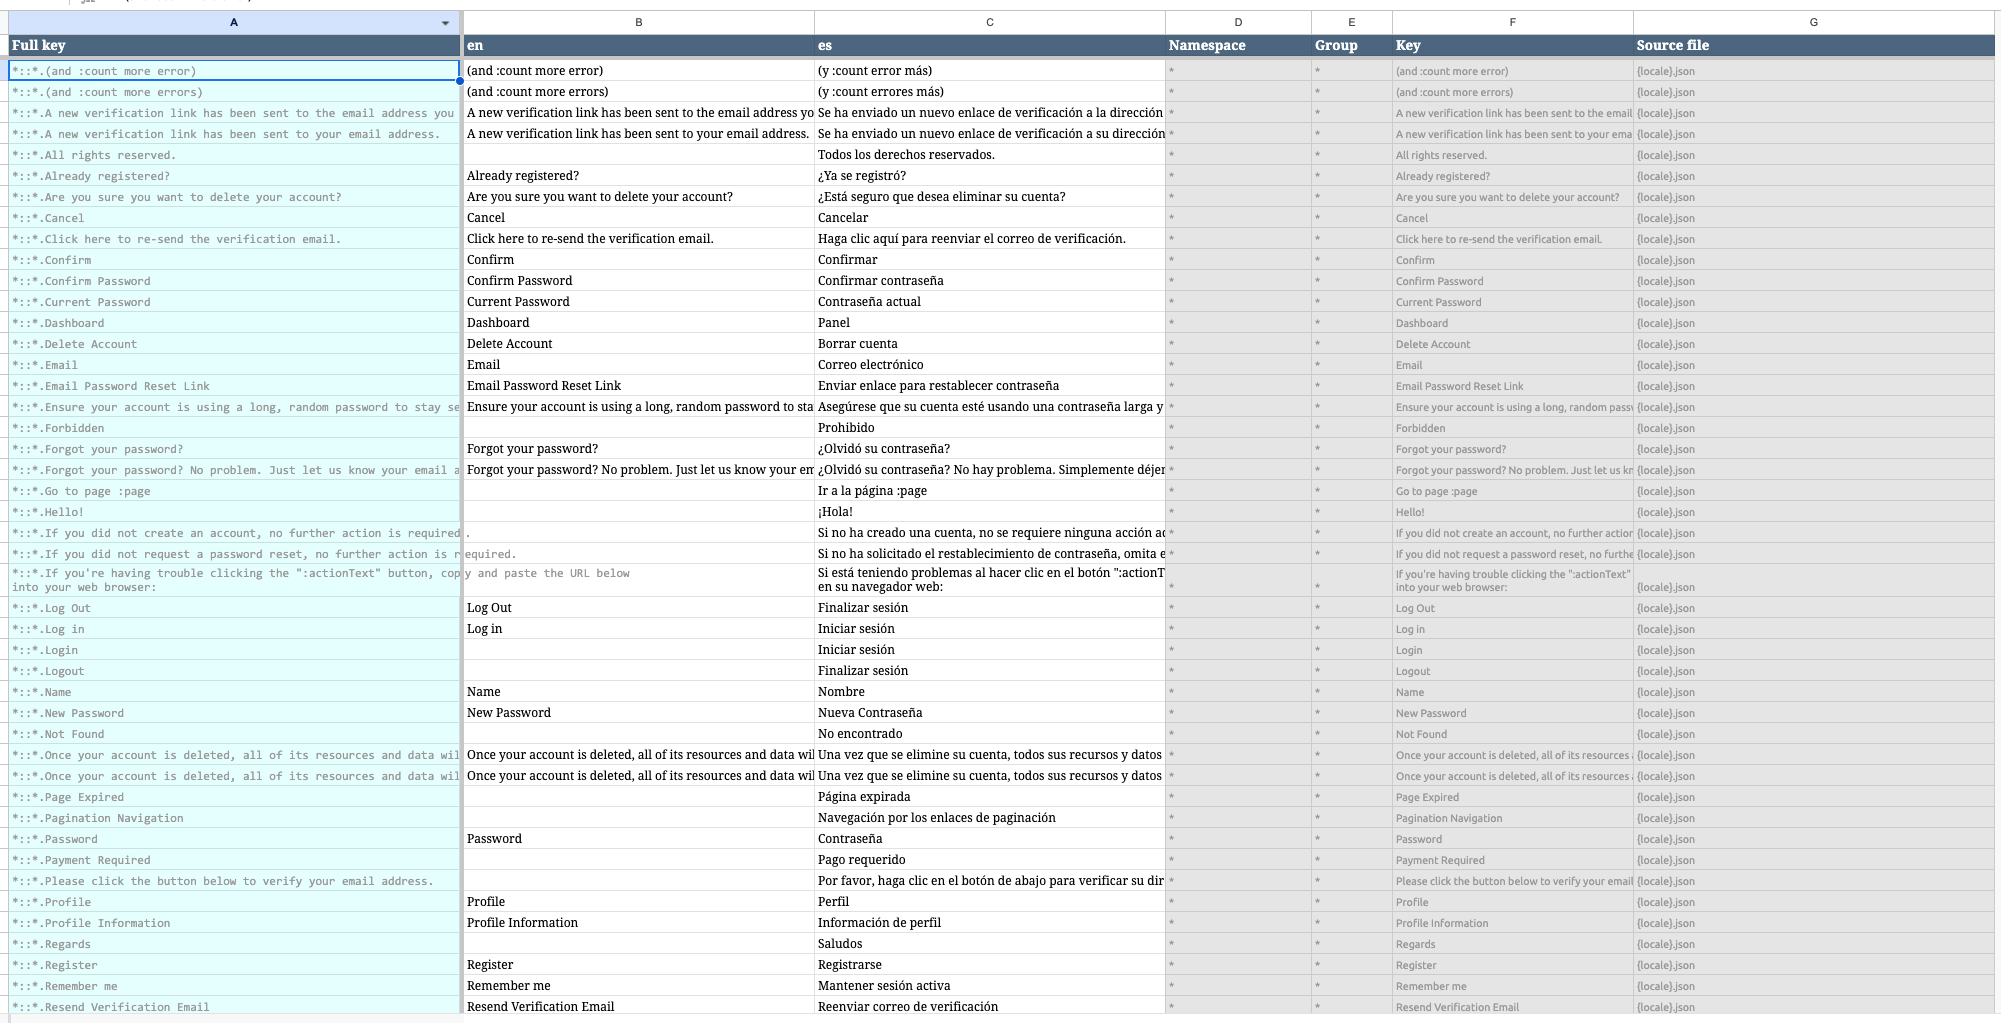 A B C D E F G
Full key en es Namespace Group Key Source file
*::*.(and :count more error) (and :count more error) (y :count error más) * * (and :count more error) {locale}.json
*::*.(and :count more errors) (and :count more errors) (y :count errores más) * * (and :count more errors) {locale}.json
*::*.A new verification link has been sent to the email address you A new verification link has been sent to the email address yo Se ha enviado un nuevo enlace de verificación a la dirección * * A new verification link has been sent to the email {locale}.json
*::*.A new verification link has been sent to your email address. A new verification link has been sent to your email address. Se ha enviado un nuevo enlace de verificación a su dirección * * A new verification link has been sent to your ema {locale}.json
*::*.All rights reserved. Todos los derechos reservados. * * All rights reserved. {locale}.json
*::*.Already registered? Already registered? ¿Ya se registró? * * Already registered? {locale}.json
*::*.Are you sure you want to delete your account? Are you sure you want to delete your account? ¿Está seguro que desea eliminar su cuenta? * * Are you sure you want to delete your account? {locale}.json
*::*.Cancel Cancel Cancelar * * Cancel {locale}.json
*::*.Click here to re-send the verification email. Click here to re-send the verification email. Haga clic aquí para reenviar el correo de verificación. * * Click here to re-send the verification email. {locale}.json
*::*.Confirm Confirm Confirmar * * Confirm {locale}.json
*::*.Confirm Password Confirm Password Confirmar contraseña * * Confirm Password {locale}.json
*::*.Current Password Current Password Contraseña actual * * Current Password {locale}.json
*::*.Dashboard Dashboard Panel * * Dashboard {locale}.json
*::*.Delete Account Delete Account Borrar cuenta * * Delete Account {locale}.json
*::*.Email Email Correo electrónico * * Email {locale}.json
*::*.Email Password Reset Link Email Password Reset Link Enviar enlace para restablecer contraseña * * Email Password Reset Link {locale}.json
*::*.Ensure your account is using a long, random password to stay se Ensure your account is using a long, random password to sta Asegúrese que su cuenta esté usando una contraseña larga y * * Ensure your account is using a long, random passw {locale}.json
*::*.Forbidden Prohibido * * Forbidden {locale}.json
*::*.Forgot your password? Forgot your password? ¿Olvidó su contraseña? * * Forgot your password? {locale}.json
*::*.Forgot your password? No problem. Just let us know your email a Forgot your password? No problem. Just let us know your em ¿Olvidó su contraseña? No hay problema. Simplemente déjen * * Forgot your password? No problem. Just let us kn {locale}.json
*::*.Go to page :page Ir a la página :page * * Go to page :page {locale}.json
*::*.Hello! ¡Hola! * * Hello! {locale}.json
*::*.If you did not create an account, no further action is required. Si no ha creado una cuenta, no se requiere ninguna acción ad * * If you did not create an account, no further action {locale}.json
*::*.If you did not request a password reset, no further action is required. Si no ha solicitado el restablecimiento de contraseña, omita e * * If you did not request a password reset, no furthe {locale}.json
*::*.If you're having trouble clicking the ":actionText" button, copy and paste the URL below Si está teniendo problemas al hacer clic en el botón ":actionT If you're having trouble clicking the ":actionText"
into your web browser: en su navegador web: * * into your web browser: {locale}.json
*::*.Log Out Log Out Finalizar sesión * * Log Out {locale}.json
*::*.Log in Log in Iniciar sesión * * Log in {locale}.json
*::*.Login Iniciar sesión * * Login {locale}.json
*::*.Logout Finalizar sesión * * Logout {locale}.json
*::*.Name Name Nombre * * Name {locale}.json
*::*.New Password New Password Nueva Contraseña * * New Password {locale}.json
*::*.Not Found No encontrado * * Not Found {locale}.json
*::*.Once your account is deleted, all of its resources and data wil Once your account is deleted, all of its resources and data wil Una vez que se elimine su cuenta, todos sus recursos y datos * * Once your account is deleted, all of its resources {locale}.json
*::*.Once your account is deleted, all of its resources and data wil Once your account is deleted, all of its resources and data wil Una vez que se elimine su cuenta, todos sus recursos y datos * * Once your account is deleted, all of its resources {locale}.json
*::*.Page Expired Página expirada * * Page Expired {locale}.json
*::*.Pagination Navigation Navegación por los enlaces de paginación * * Pagination Navigation {locale}.json
*::*.Password Password Contraseña * * Password {locale}.json
*::*.Payment Required Pago requerido * * Payment Required {locale}.json
*::*.Please click the button below to verify your email address. Por favor, haga clic en el botón de abajo para verificar su dir * * Please click the button below to verify your email {locale}.json
*::*.Profile Profile Perfil * * Profile {locale}.json
*::*.Profile Information Profile Information Información de perfil * * Profile Information {locale}.json
*::*.Regards Saludos * * Regards {locale}.json
*::*.Register Register Registrarse * * Register {locale}.json
*::*.Remember me Remember me Mantener sesión activa * * Remember me {locale}.json
*::*.Resend Verification Email Resend Verification Email Reenviar correo de verificación * * Resend Verification Email {locale}.json